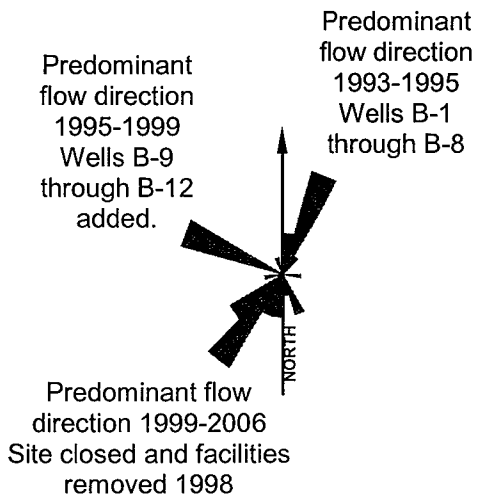 Predominant
flow direction
1993-1995
Wells B-1
through B-8
Predominant
flow direction
1995-1999
Wells B-9
through B-12
added.
NORTH
Predominant flow
direction 1999-2006
Site closed and facilities
removed 1998